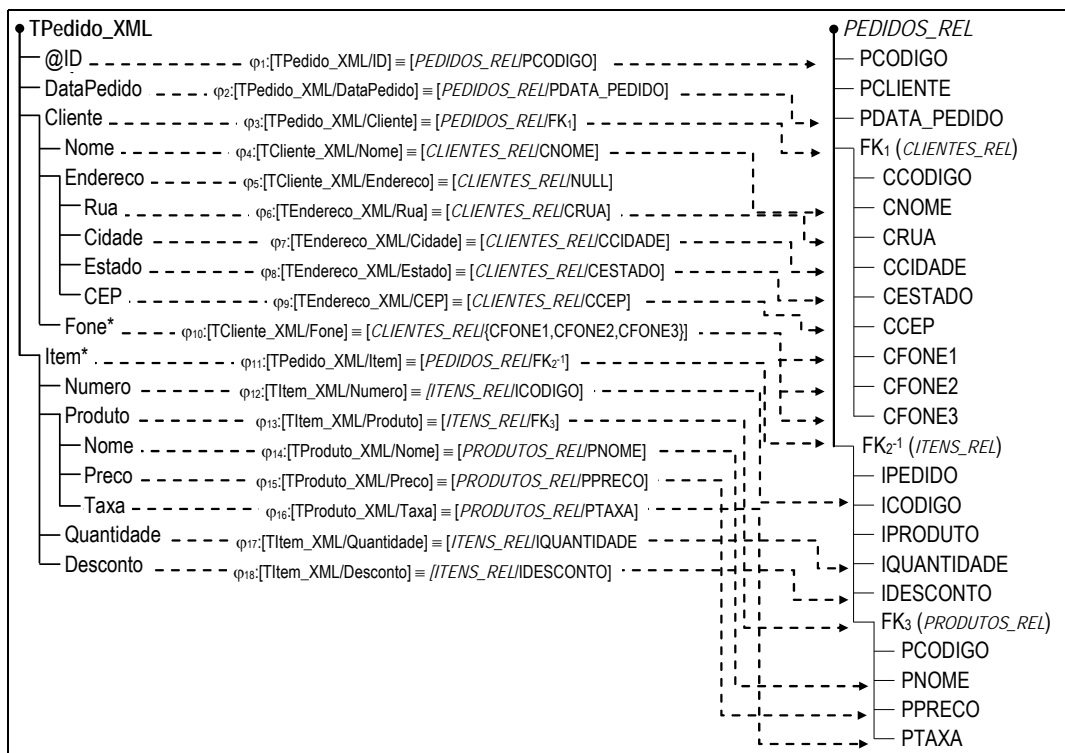 TPedido_XML PEDIDOS_REL
@ID φ1:[TPedido_XML/ID] ≡ [PEDIDOS_REL/PCODIGO] PCODIGO
DataPedido φ2:[TPedido_XML/DataPedido] ≡ [PEDIDOS_REL/PDATA_PEDIDO] PCLIENTE
Cliente φ3:[TPedido_XML/Cliente] ≡ [PEDIDOS_REL/FK1] PDATA_PEDIDO
Nome φ4:[TCliente_XML/Nome] ≡ [CLIENTES_REL/CNOME] FK1 (CLIENTES_REL)
Endereco φ5:[TCliente_XML/Endereco] ≡ [CLIENTES_REL/NULL] CCODIGO
Rua φ6:[TEndereco_XML/Rua] ≡ [CLIENTES_REL/CRUA] CNOME
Cidade φ7:[TEndereco_XML/Cidade] ≡ [CLIENTES_REL/CCIDADE] CRUA
Estado φ8:[TEndereco_XML/Estado] ≡ [CLIENTES_REL/CESTADO] CCIDADE
CEP φ9:[TEndereco_XML/CEP] ≡ [CLIENTES_REL/CCEP] CESTADO
Fone* φ10:[TCliente_XML/Fone] ≡ [CLIENTES_REL/{CFONE1,CFONE2,CFONE3}] CCEP
Item* φ11:[TPedido_XML/Item] ≡ [PEDIDOS_REL/FK2-1] CFONE1
Numero φ12:[TItem_XML/Numero] ≡ [ITENS_REL/ICODIGO] CFONE2
Produto φ13:[TItem_XML/Produto] ≡ [ITENS_REL/FK3] CFONE3
Nome φ14:[TProduto_XML/Nome] ≡ [PRODUTOS_REL/PNOME] FK2-1 (ITENS_REL)
Preco φ15:[TProduto_XML/Preco] ≡ [PRODUTOS_REL/PPRECO] IPEDIDO
Taxa φ16:[TProduto_XML/Taxa] ≡ [PRODUTOS_REL/PTAXA] ICODIGO
Quantidade φ17:[TItem_XML/Quantidade] ≡ [ITENS_REL/IQUANTIDADE IPRODUTO
Desconto φ18:[TItem_XML/Desconto] ≡ [ITENS_REL/IDESCONTO] IQUANTIDADE
IDESCONTO
FK3 (PRODUTOS_REL)
PCODIGO
PNOME
PPRECO
PTAXA